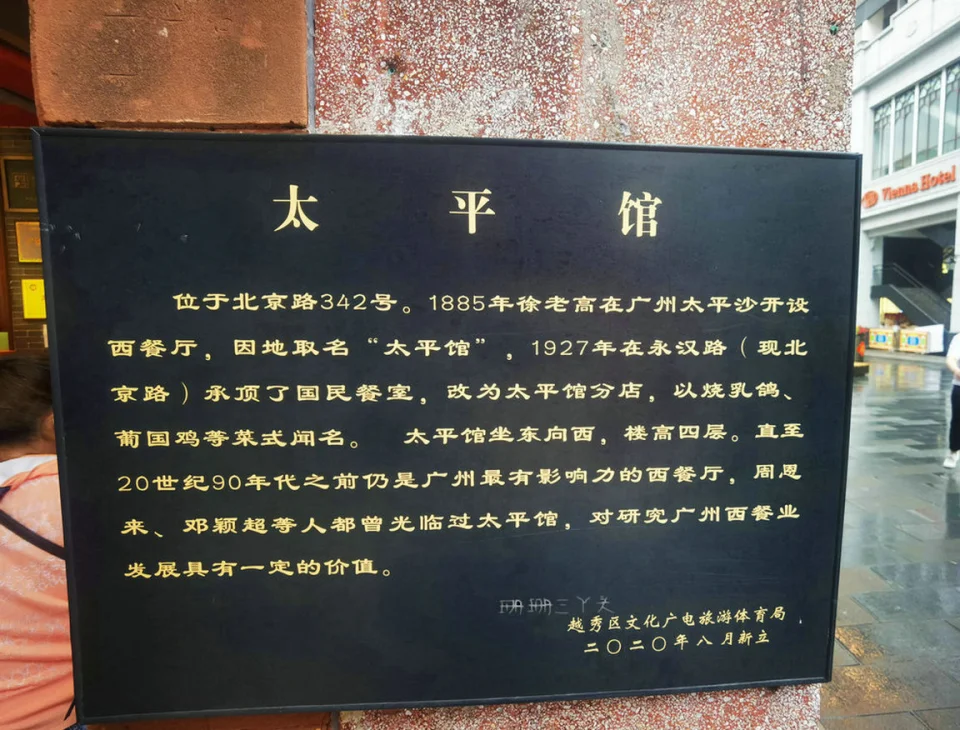 太平馆
位于北京路342号。1885年徐老高在广州太平沙开设
西餐厅，因地取名“太平馆”，1927年在永汉路（现北
京路）承顶了国民餐室，改为太平馆分店，以烧乳鸽、
葡国鸡等菜式闻名。 太平馆坐东向西，楼高四层。直至
20世纪90年代之前仍是广州最有影响力的西餐厅，周恩
来、邓颖超等人都曾光临过太平馆，对研究广州西餐业
发展具有一定的价值。
越秀区文化广电旅游体育局
二〇二〇年八月新立
Vienna Hotel